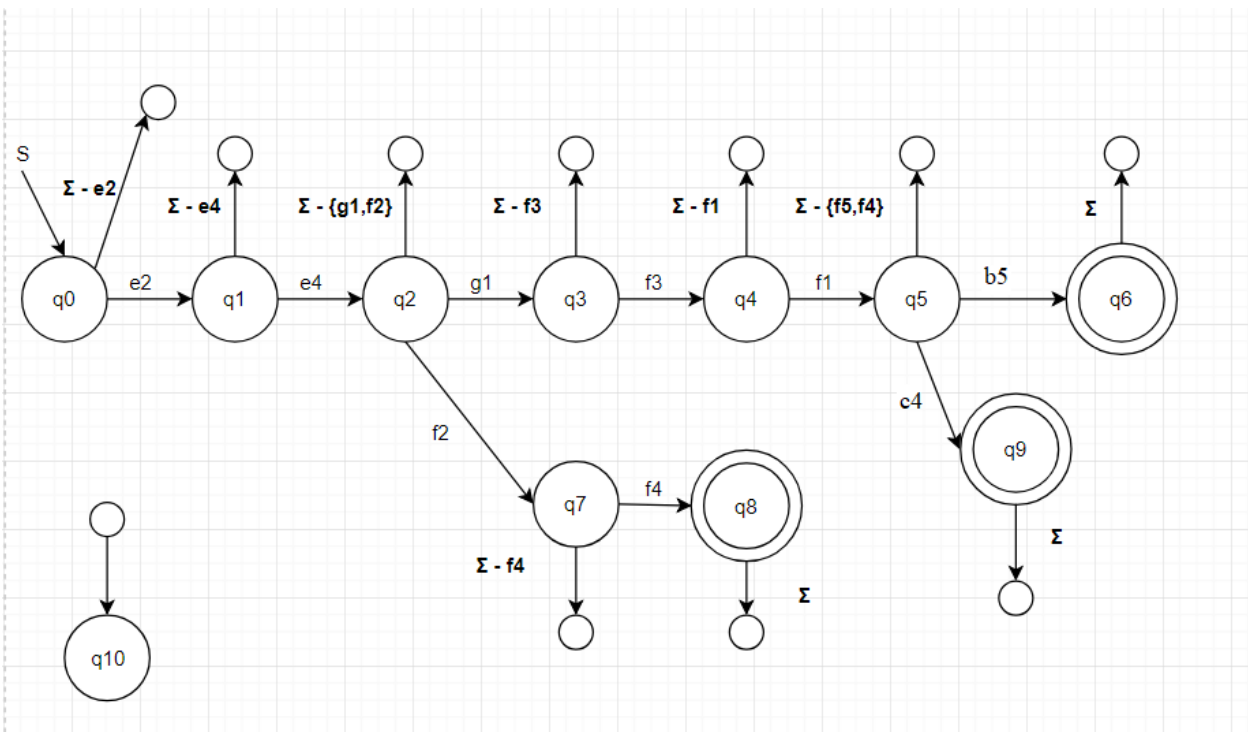 S
Σ - e2
Σ - e4
Σ - {g1,f2}
Σ - f3
Σ - f1
Σ - {f5,f4}
Σ
q0
e2
q1
e4
q2
g1
q3
f3
q4
f1
q5
b5
q6
f2
c4
q9
q7
f4
q8
Σ - f4
Σ
Σ
q10